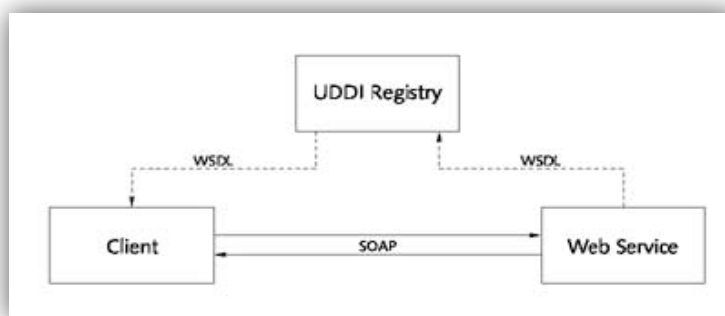 UDDI Registry
WSDL
WSDL
Client
SOAP
Web Service